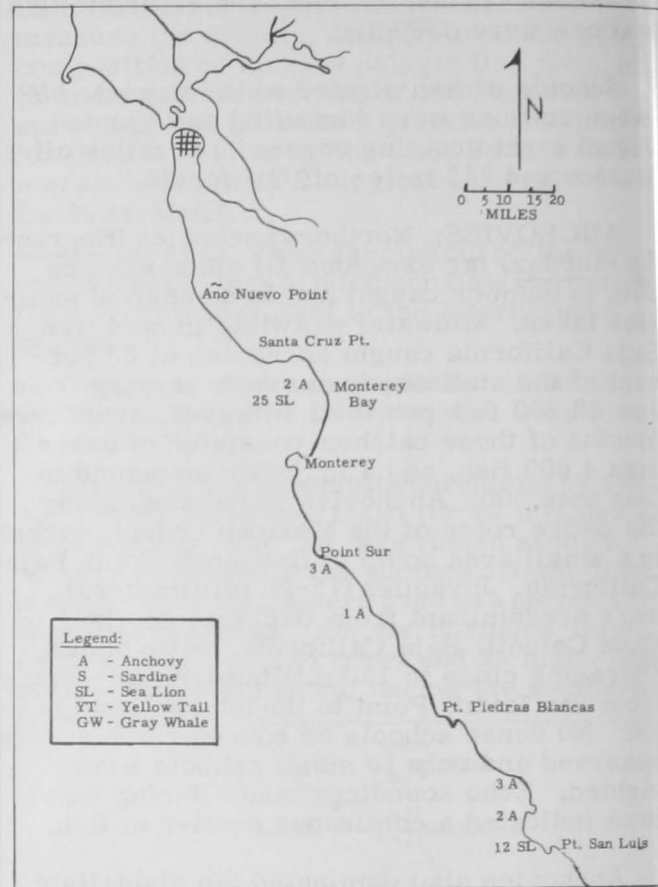 N
0 5 10 15 20
MILES
Año Nuevo Point
Santa Cruz Pt.
2 A
25 SL
Monterey
Bay
Monterey
Point Sur
3 A
1 A
Legend:
A - Anchovy
S - Sardine
SL - Sea Lion
YT - Yellow Tail
GW - Gray Whale
Pt. Piedras Blancas
3 A
2 A
12 SL
Pt. San Luis